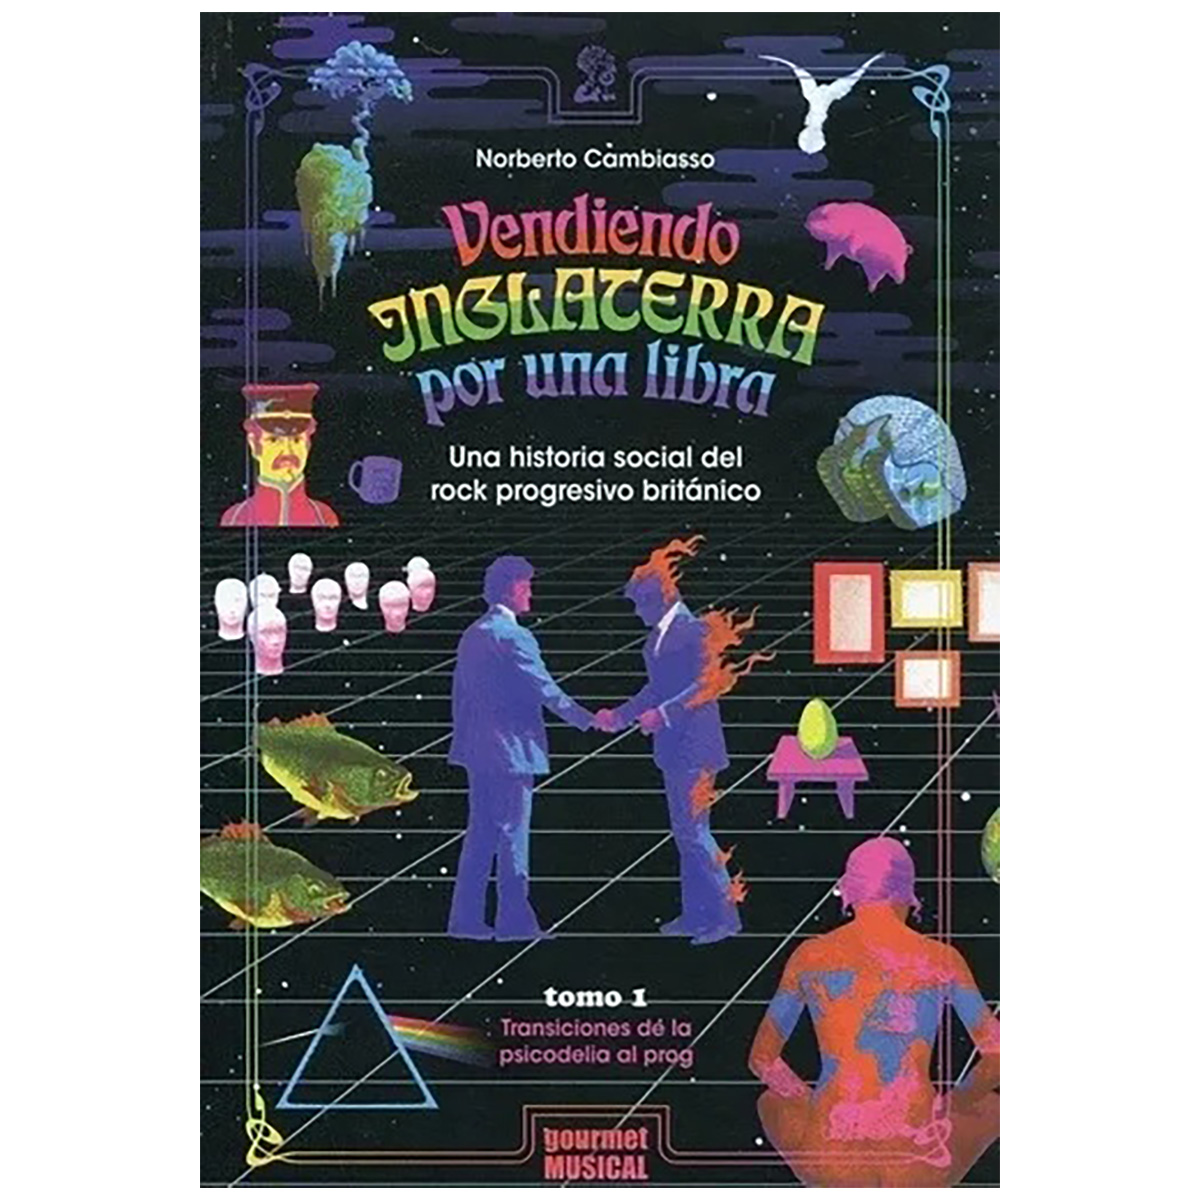 Norberto Cambiasso
Vendiendo
INGLATERRA
por una libra
Una historia social del
rock progresivo británico
tomo 1
Transiciones de la
psicodelia al prog
gourmet
MUSICAL